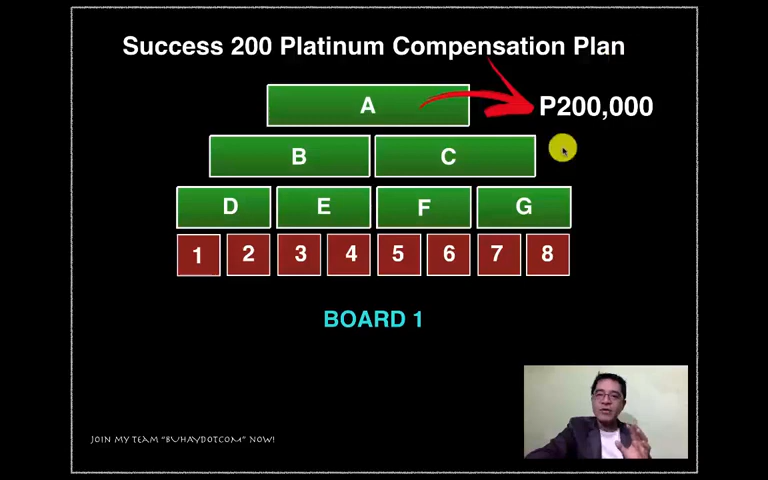 Success 200 Platinum Compensation Plan
A
P200,000
B C
D E F G
1 2 3 4 5 6 7 8
BOARD 1
JOIN MY TEAM "BUHAYDOTCOM" NOW!